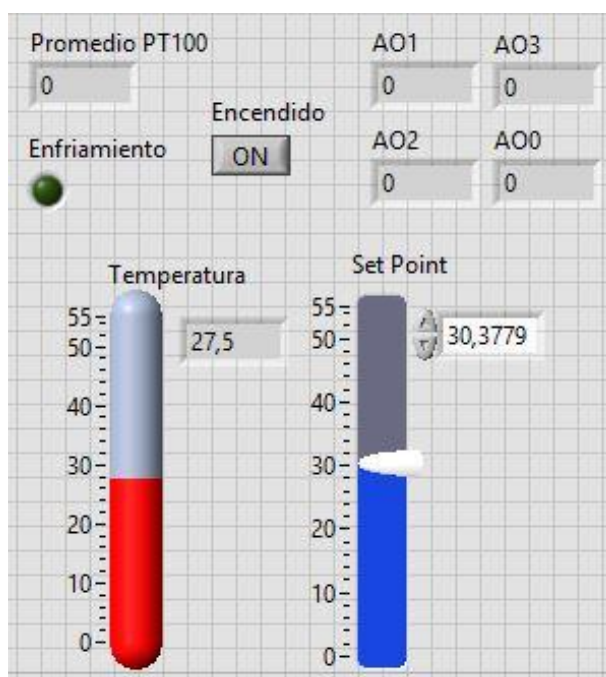 Promedio PT100
0
AO1
AO3
0
0
Encendido
ON
Enfriamiento
AO2
AO0
0
0
Temperatura
27,5
55
50
40
30
20
10
0
Set Point
30,3779
55
50
40
30
20
10
0